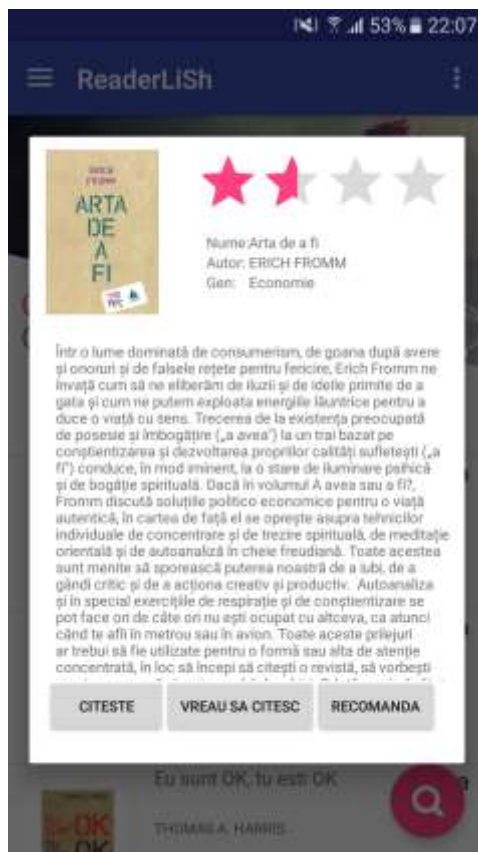 53% 22:07
ReaderLiSh
ERICH
FROMM
ARTA
DE
A
FI
Nume: Arta de a fi
Autor: ERICH FROMM
Gen: Economie
Într o lume dominată de consumerism, de goana după avere
și onoruri și de falsele rețete pentru fericire, Erich Fromm ne
învață cum să ne eliberăm de iluzii și de ideile primite de a
gata și cum ne putem exploata energiile lăuntrice pentru a
duce o viață cu sens. Trecerea de la existența preocupată
de posesie și îmbogățire („a avea") la un trai bazat pe
conștientizarea și dezvoltarea propriilor calități sufletești („a
fi") conduce, în mod iminent, la o stare de iluminare psihică
și de bogăție spirituală. Dacă în volumul A avea sau a fi?,
Fromm discută soluțiile politico economice pentru o viață
autentică, în cartea de față el se oprește asupra tehnicilor
individuale de concentrare și de trezire spirituală, de meditație
orientală și de autoanaliză în cheie freudiană. Toate acestea
sunt menite să sporească puterea noastră de a iubi, de a
gândi critic și de a acționa creativ și productiv. Autoanaliza
și în special exercițiile de respirație și de conștientizare se
pot face ori de câte ori nu ești ocupat cu altceva, ca atunci
când te afli în metrou sau în avion. Toate aceste prilejuri
ar trebui să fie utilizate pentru o formă sau alta de atenție
concentrată, în loc să începi să citești o revistă, să vorbești
CITESTE VREAU SA CITESC RECOMANDA
Eu sunt OK, tu esti OK
THOMAS A. HARRIS
OK
OK